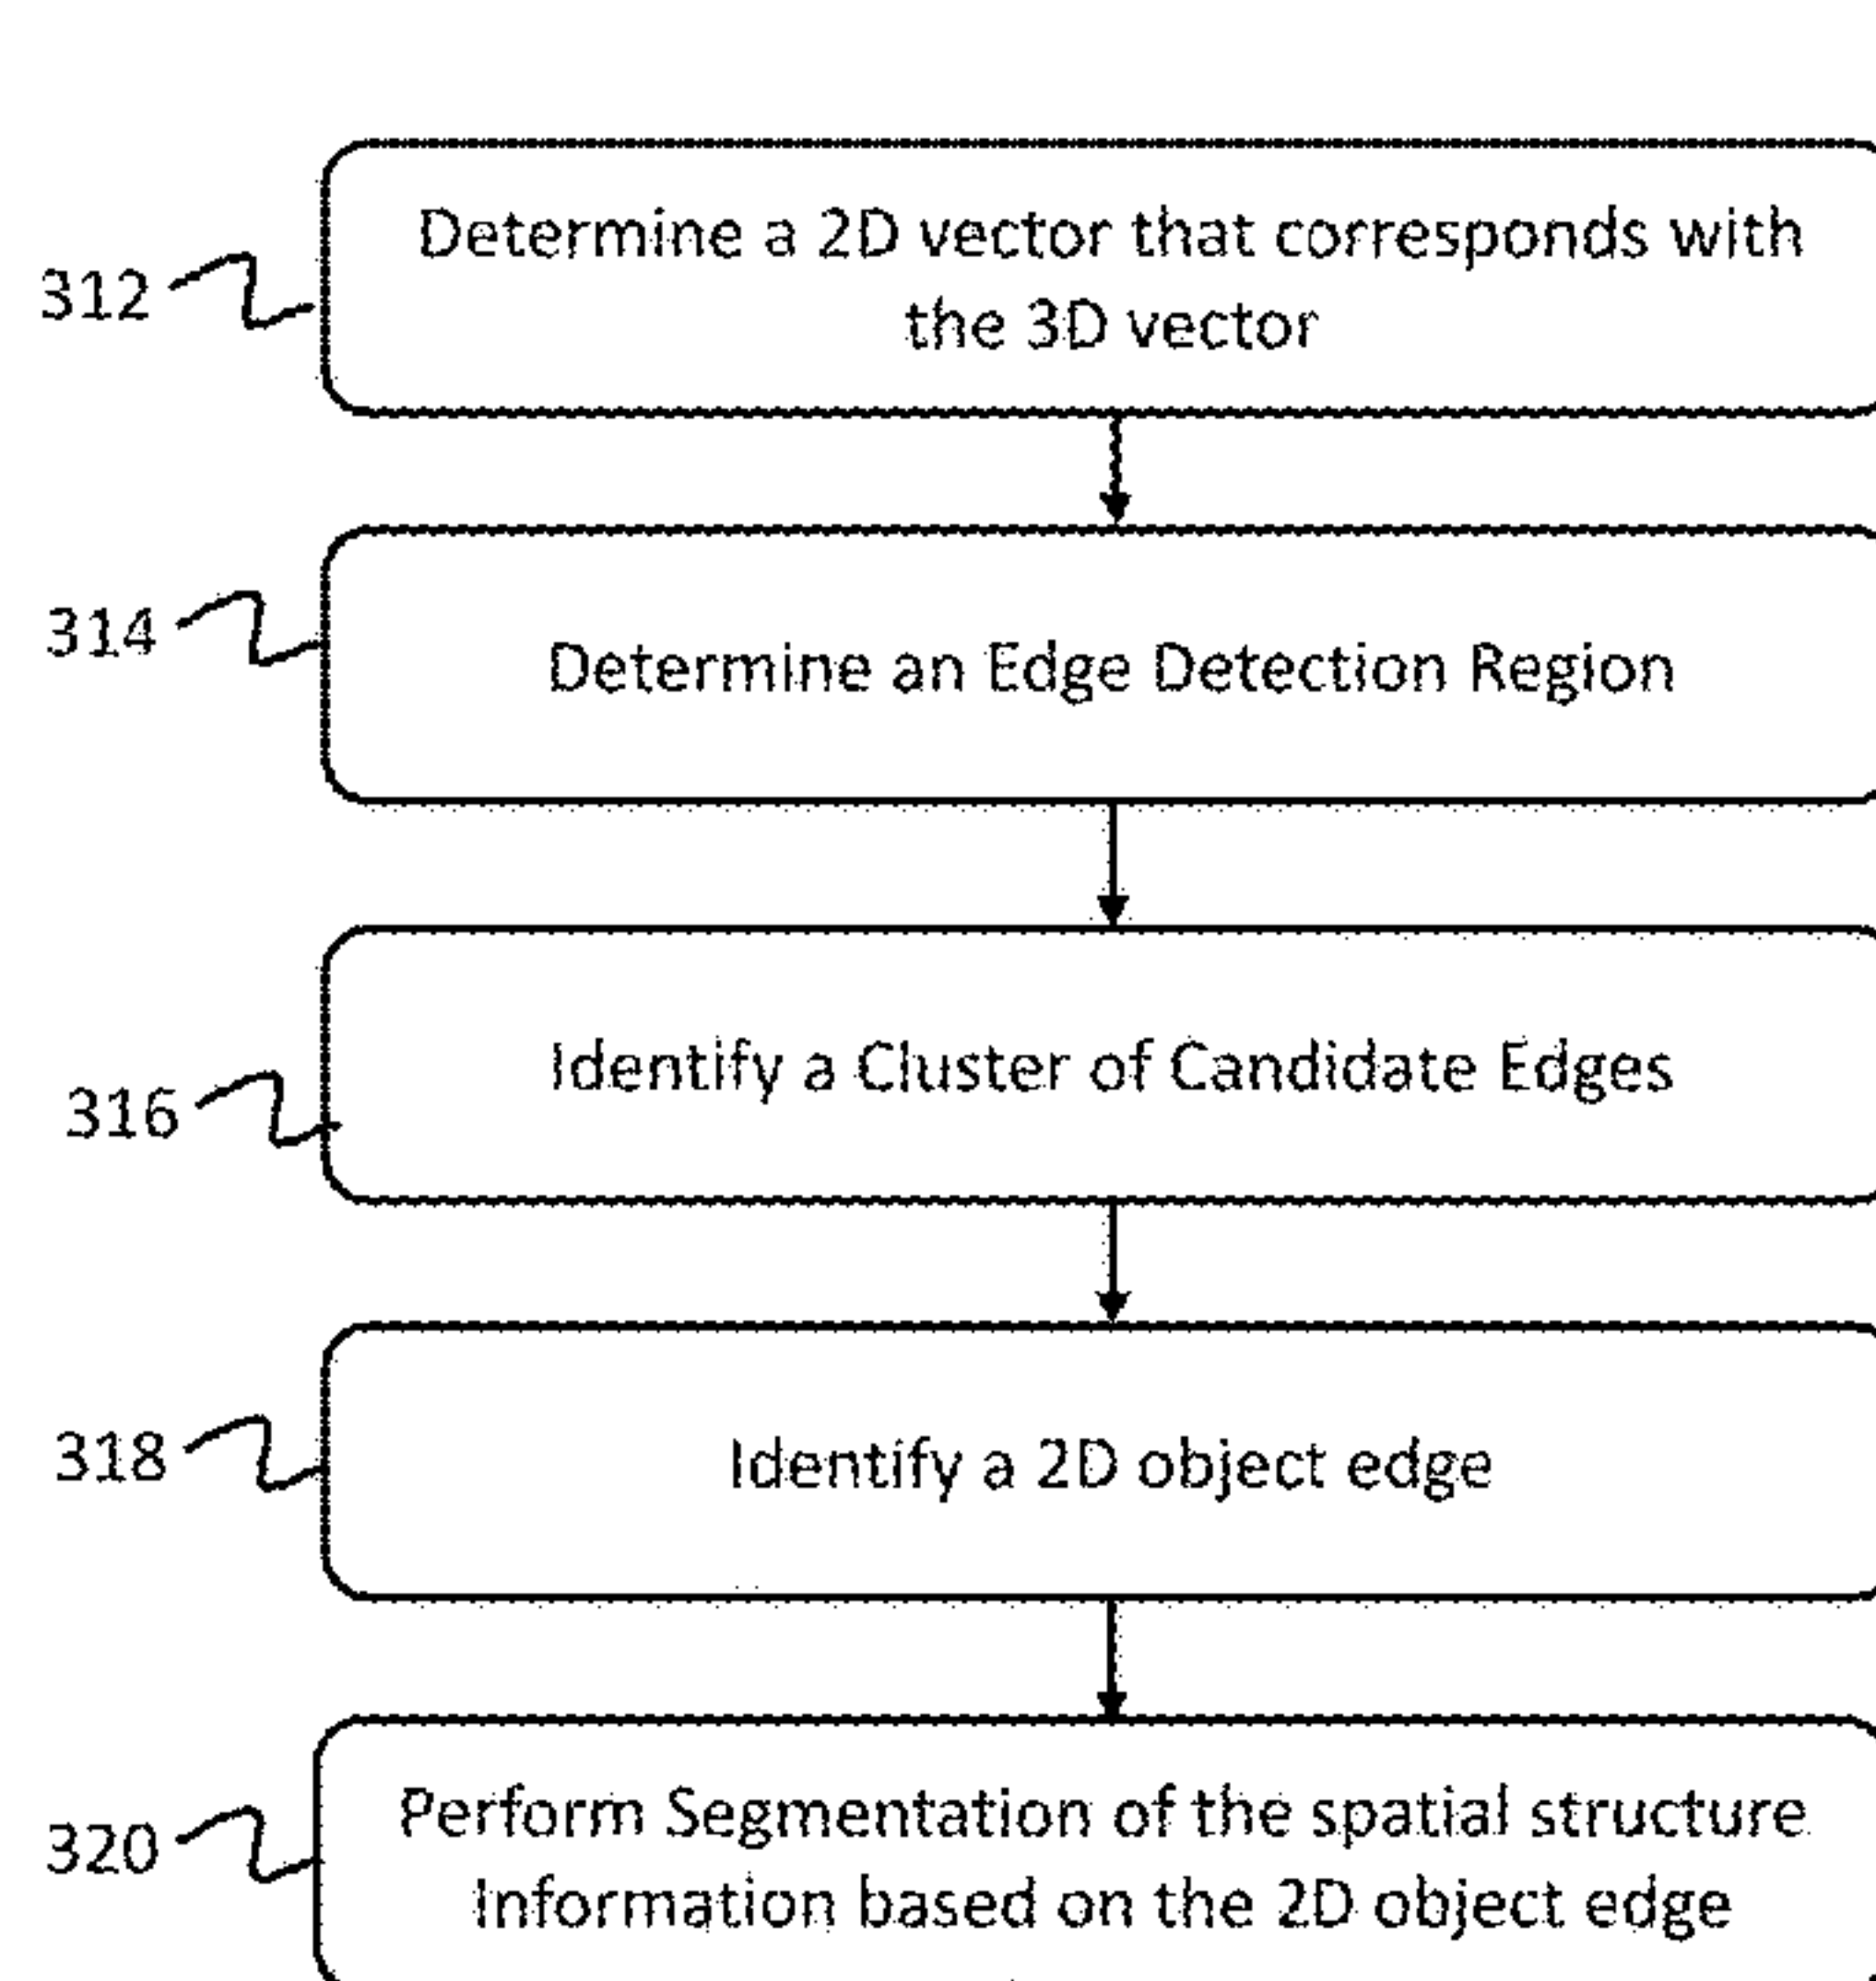 312
Determine a 2D vector that corresponds with
the 3D vector
314
Determine an Edge Detection Region
316
Identify a Cluster of Candidate Edges
318
Identify a 2D object edge
320
Perform Segmentation of the spatial structure
Information based on the 2D object edge